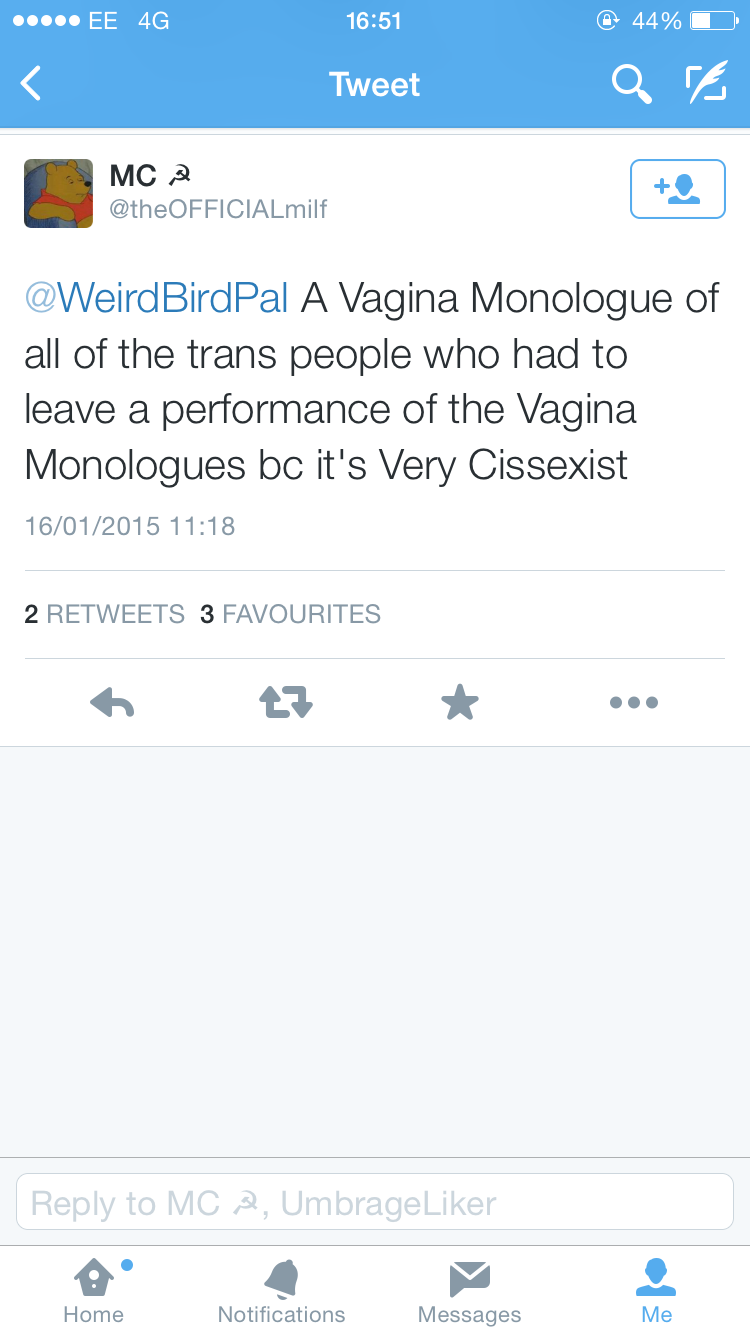 EE 4G 16:51 44%
Tweet
MC ☭
@theOFFICIALmilf
@WeirdBirdPal A Vagina Monologue of
all of the trans people who had to
leave a performance of the Vagina
Monologues bc it's Very Cissexist
16/01/2015 11:18
2 RETWEETS 3 FAVOURITES
Reply to MC ☭, UmbrageLiker
Home Notifications Messages Me